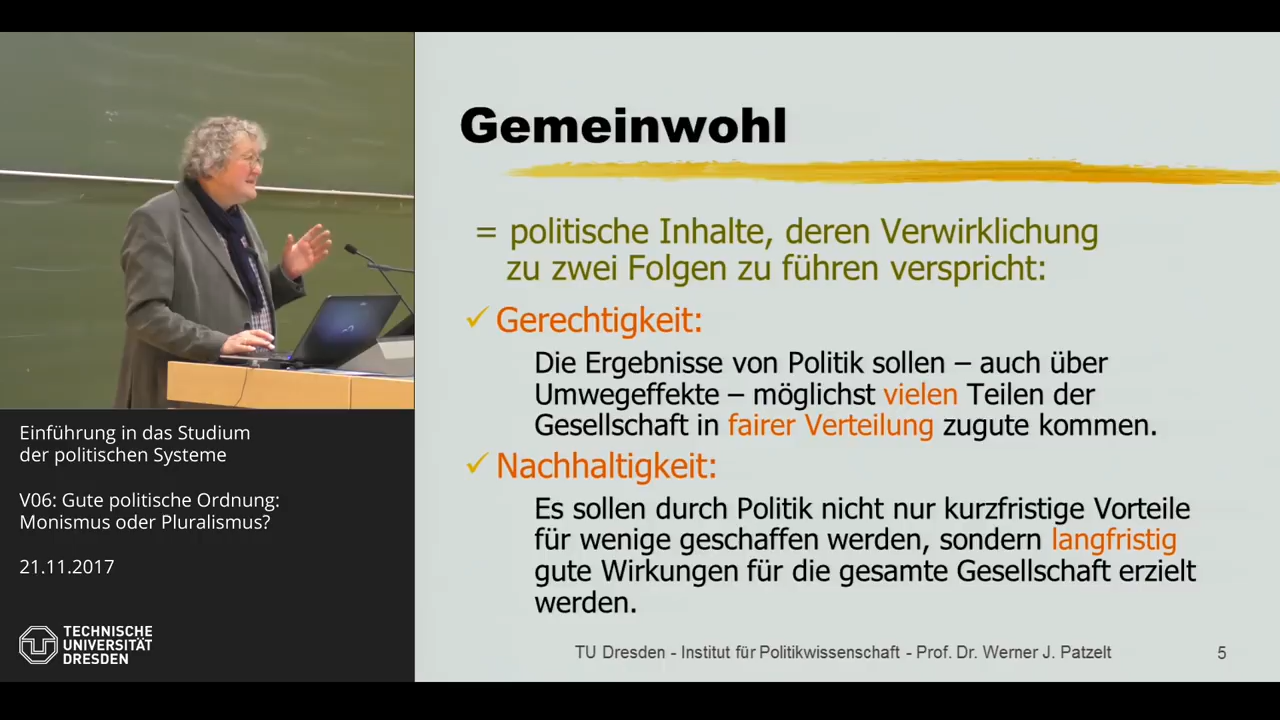 Gemeinwohl
= politische Inhalte, deren Verwirklichung
zu zwei Folgen zu führen verspricht:
✓ Gerechtigkeit:
Die Ergebnisse von Politik sollen – auch über
Umwegeffekte – möglichst vielen Teilen der
Gesellschaft in fairer Verteilung zugute kommen.
✓ Nachhaltigkeit:
Es sollen durch Politik nicht nur kurzfristige Vorteile
für wenige geschaffen werden, sondern langfristig
gute Wirkungen für die gesamte Gesellschaft erzielt
werden.
TU Dresden - Institut für Politikwissenschaft - Prof. Dr. Werner J. Patzelt 5
Einführung in das Studium
der politischen Systeme
V06: Gute politische Ordnung:
Monismus oder Pluralismus?
21.11.2017
TECHNISCHE
UNIVERSITÄT
DRESDEN